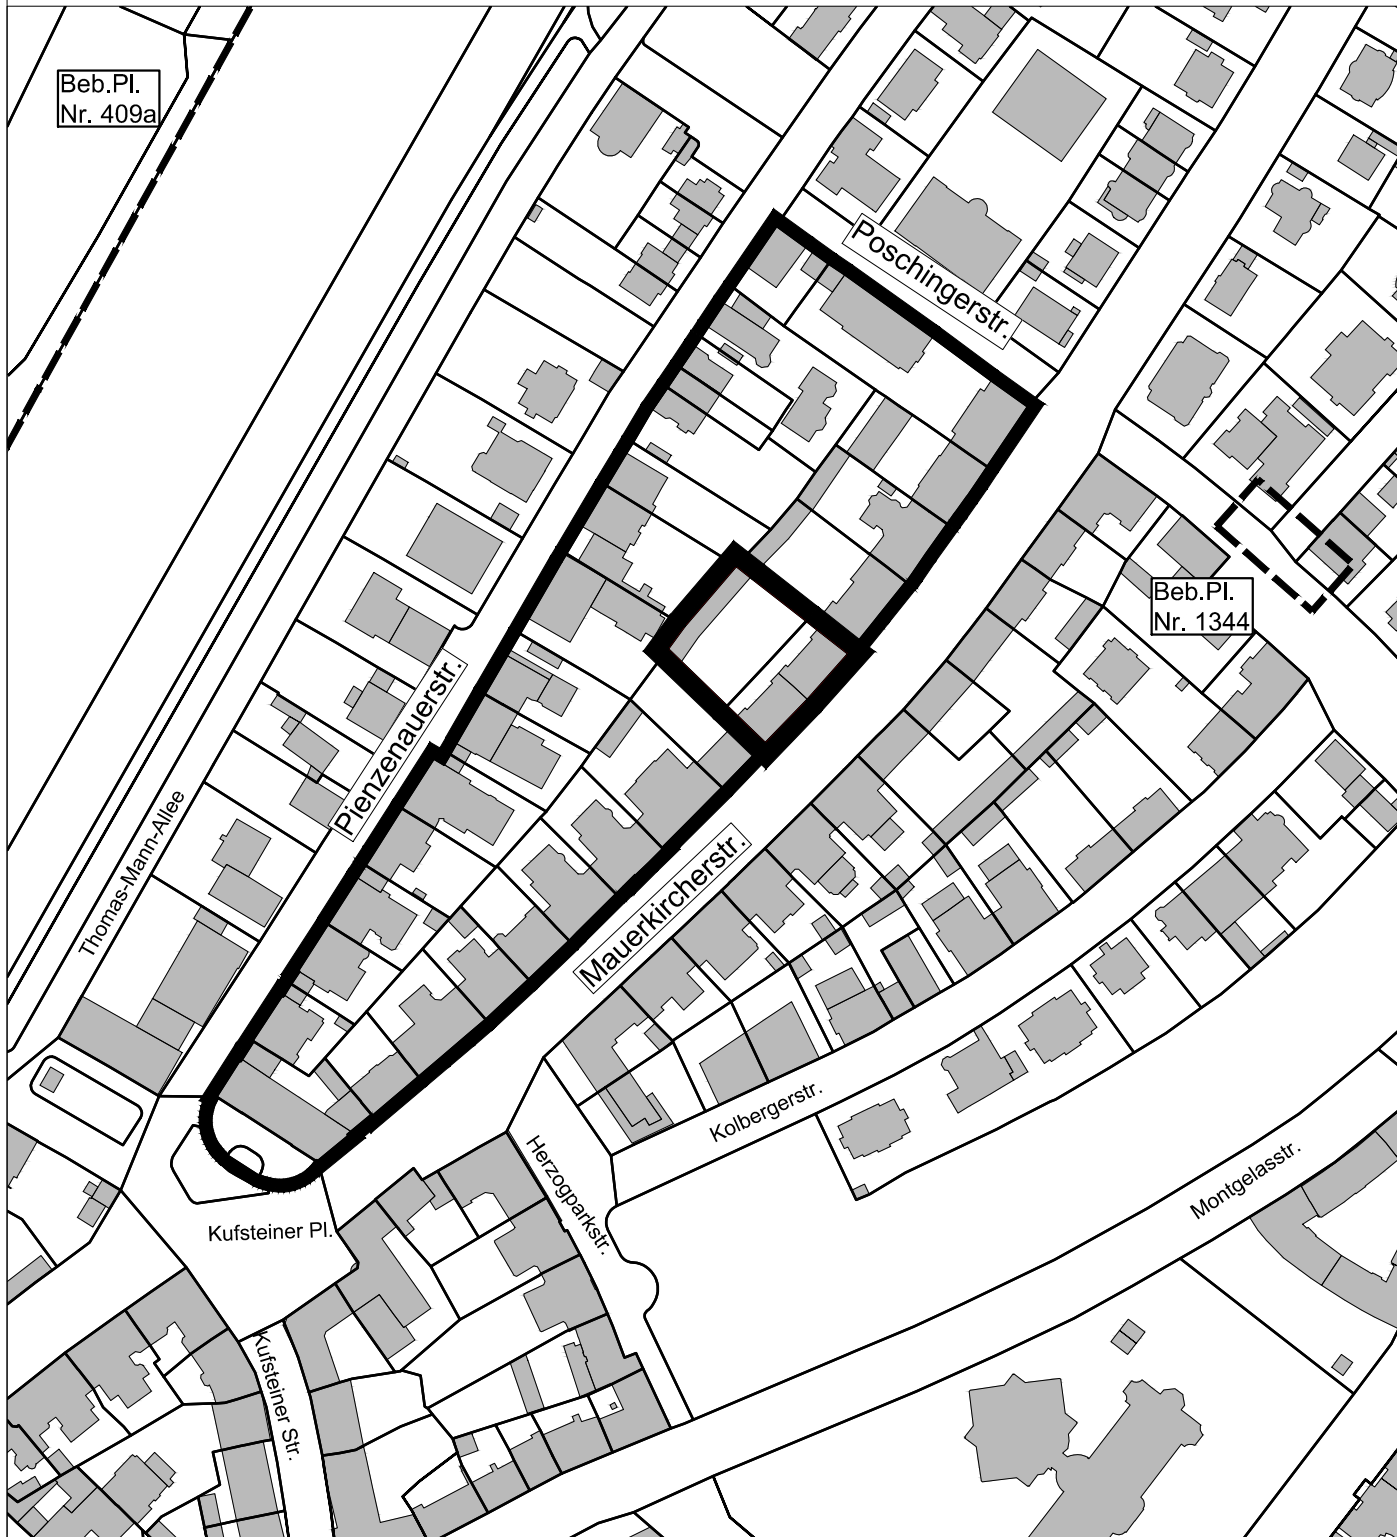 Beb.Pl.
Nr. 409a
Poschingerstr.
Beb.Pl.
Nr. 1344
Pienzenauerstr.
Thomas-Mann-Allee
Mauerkircherstr.
Kolbergerstr.
Herzogparkstr.
Montgelasstr.
Kufsteiner Pl.
Kufsteiner Str.